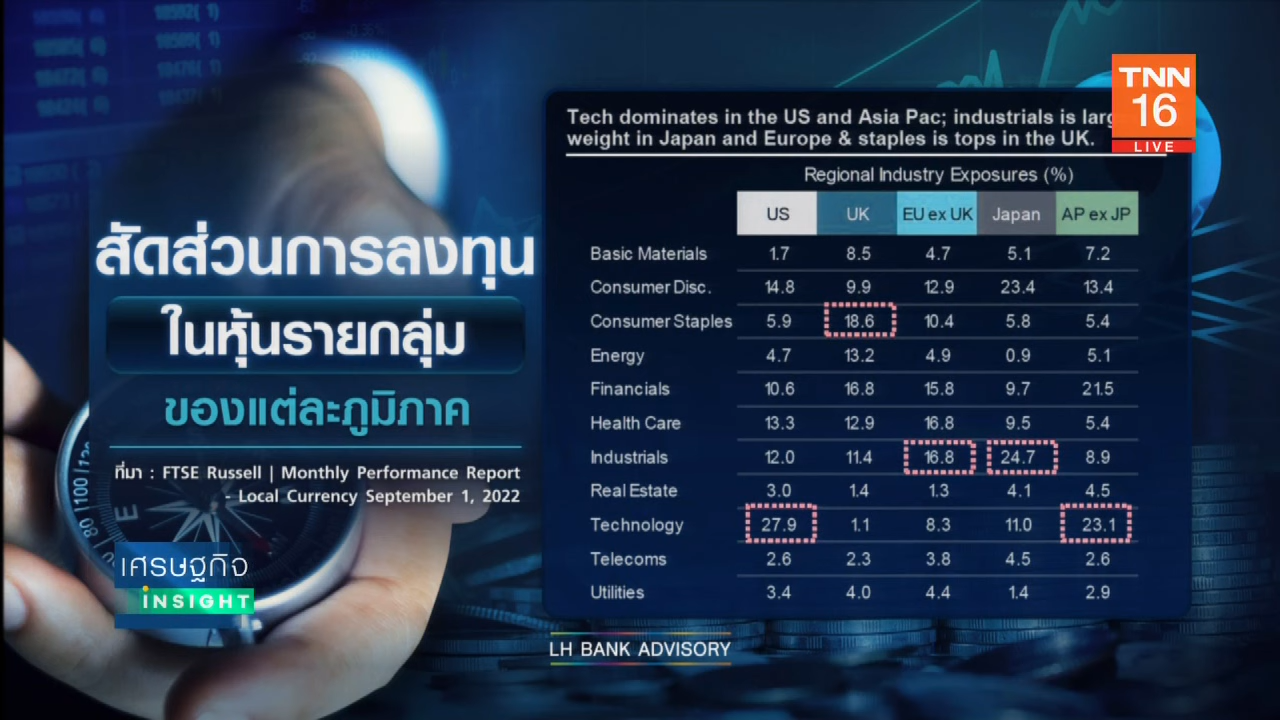 สัดส่วนการลงทุน
ในหุ้นรายกลุ่ม
ของแต่ละภูมิภาค
ที่มา : FTSE Russell | Monthly Performance Report
- Local Currency September 1, 2022
เศรษฐกิจ
INSIGHT
Tech dominates in the US and Asia Pac; industrials is
weight in Japan and Europe & staples is tops in the UK.
Regional Industry Exposures (%)
US UK EU ex UK Japan AP ex JP
Basic Materials 1.7 8.5 4.7 5.1 7.2
Consumer Disc. 14.8 9.9 12.9 23.4 13.4
Consumer Staples 5.9 18.6 10.4 5.8 5.4
Energy 4.7 13.2 4.9 0.9 5.1
Financials 10.6 16.8 15.8 9.7 21.5
Health Care 13.3 12.9 16.8 9.5 5.4
Industrials 12.0 11.4 16.8 24.7 8.9
Real Estate 3.0 1.4 1.3 4.1 4.5
Technology 27.9 1.1 8.3 11.0 23.1
Telecoms 2.6 2.3 3.8 4.5 2.6
Utilities 3.4 4.0 4.4 1.4 2.9
LH BANK ADVISORY
TNN
16
LIVE